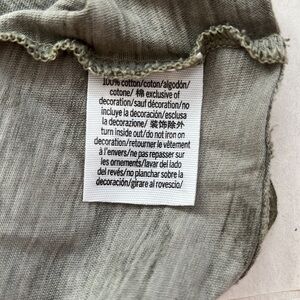 100% cotton/coton/algodón/
cotone/ 棉 exclusive of
decoration/sauf décoration/no
incluye la decoración/esclusa
la decorazione/ 装饰除外
turn inside out/do not iron on
decoration/retourner le vêtement
à l'envers/ne pas repasser sur
les ornements/lavar del lado
del revés/no planchar sobre la
decoración/girare al rovescio/